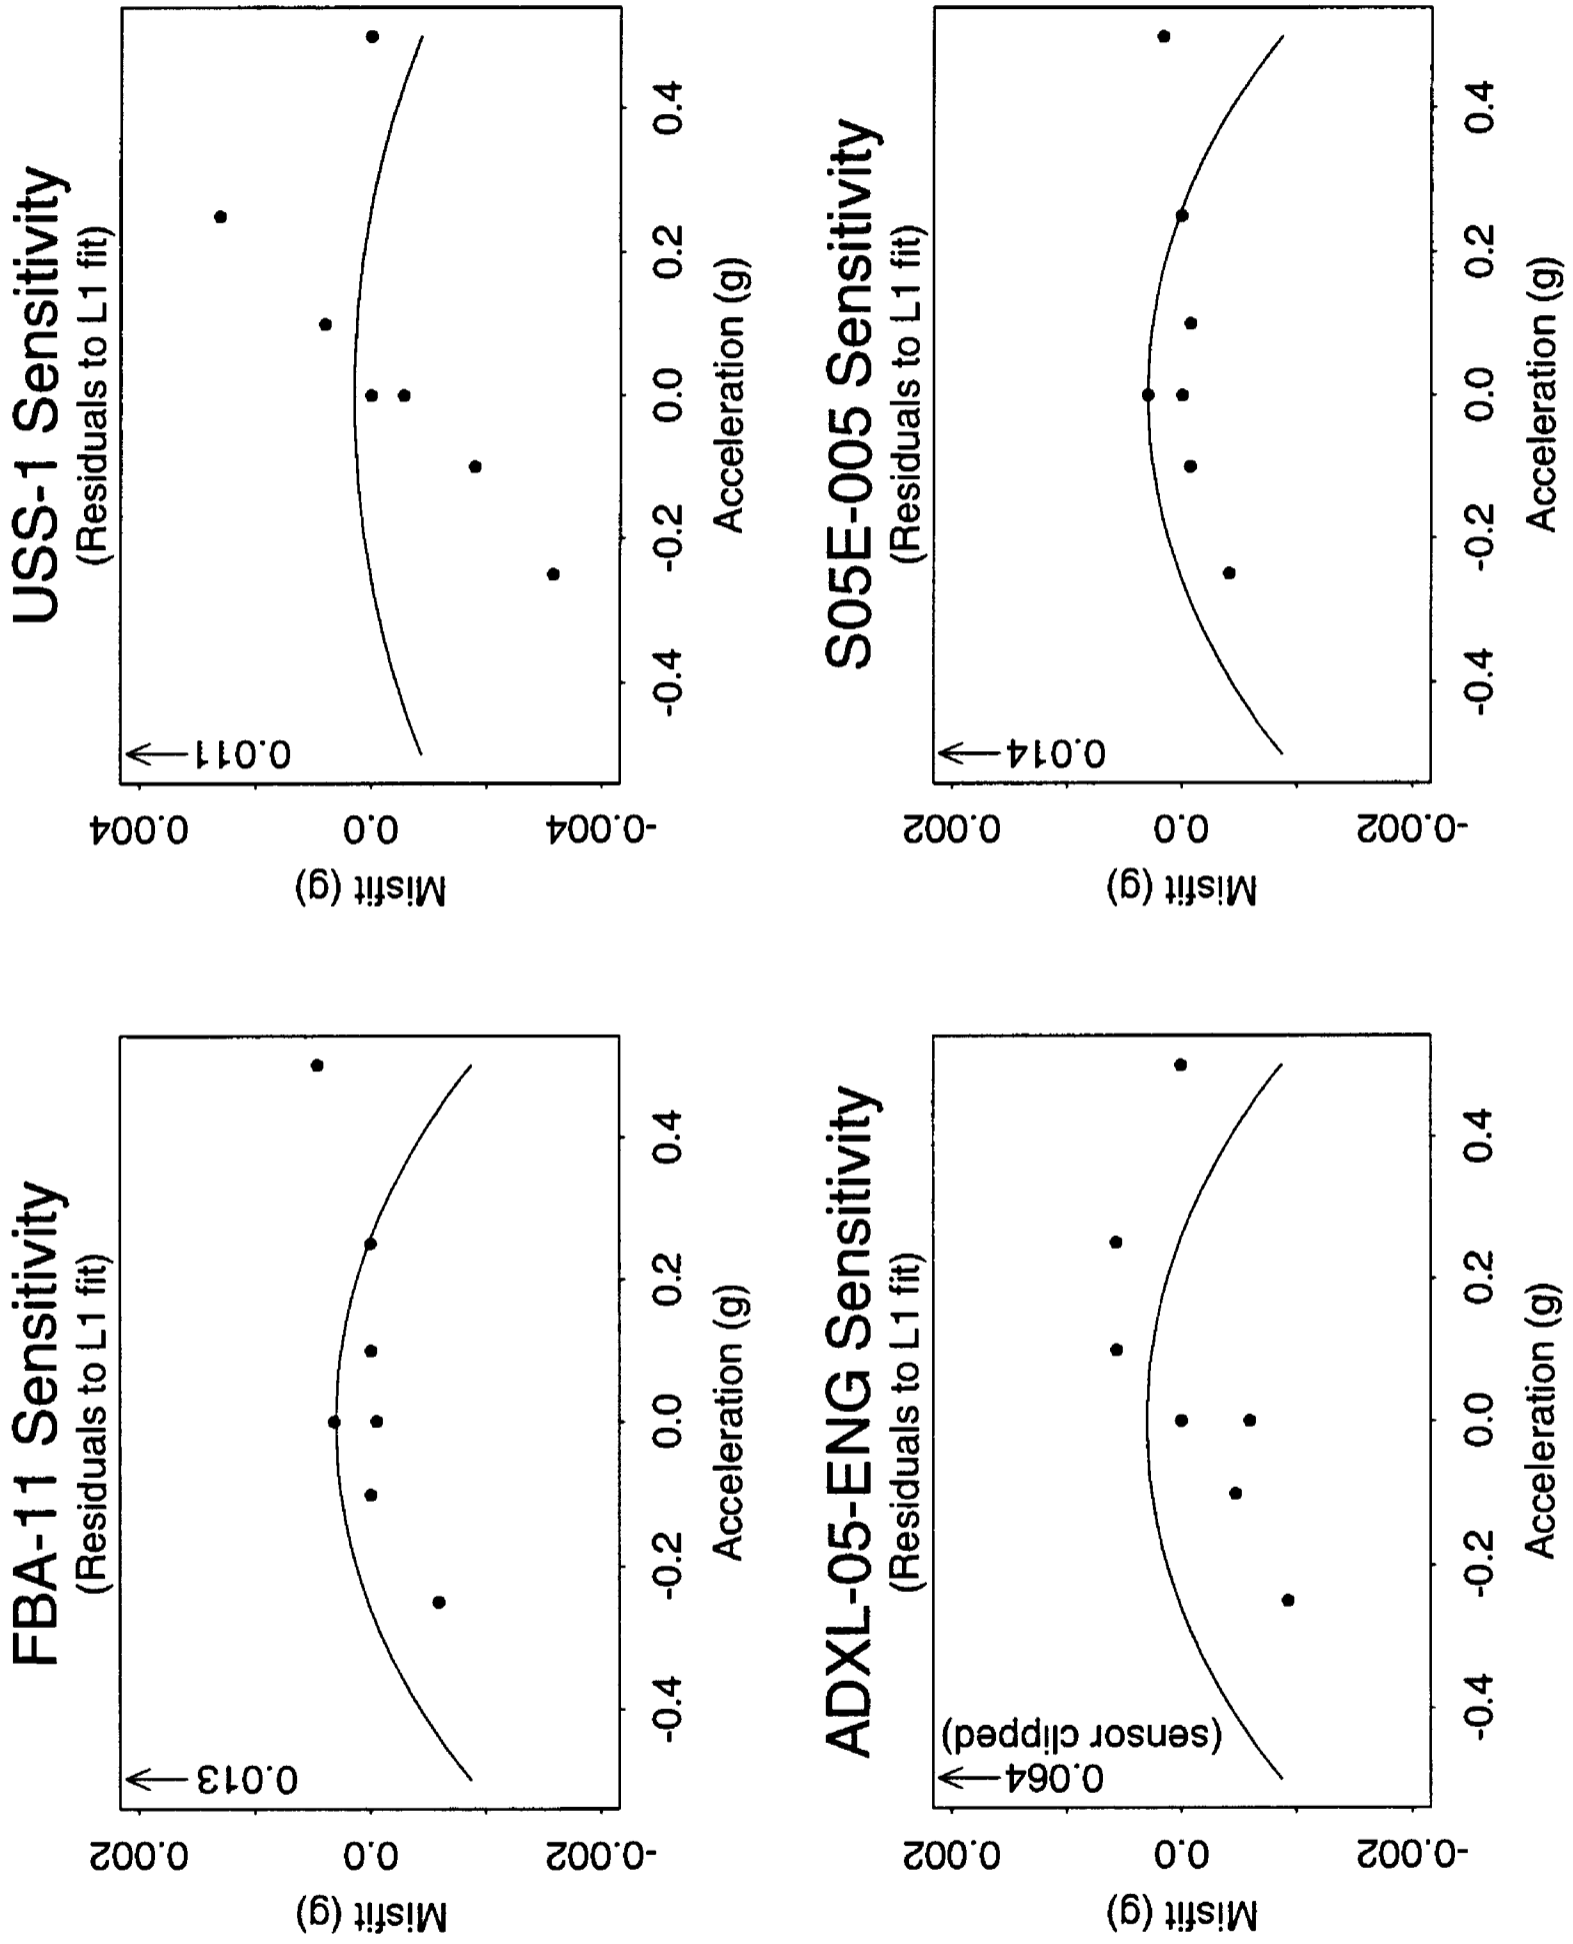 FBA-11 Sensitivity
(Residuals to L1 fit)
0.013
0.002
0.0
-0.002
Misfit (g)
-0.4 -0.2 0.0 0.2 0.4
Acceleration (g)
USS-1 Sensitivity
(Residuals to L1 fit)
0.011
0.004
0.0
-0.004
Misfit (g)
-0.4 -0.2 0.0 0.2 0.4
Acceleration (g)
ADXL-05-ENG Sensitivity
(Residuals to L1 fit)
0.064
(sensor clipped)
0.002
0.0
-0.002
Misfit (g)
-0.4 -0.2 0.0 0.2 0.4
Acceleration (g)
S05E-005 Sensitivity
(Residuals to L1 fit)
0.014
0.002
0.0
-0.002
Misfit (g)
-0.4 -0.2 0.0 0.2 0.4
Acceleration (g)